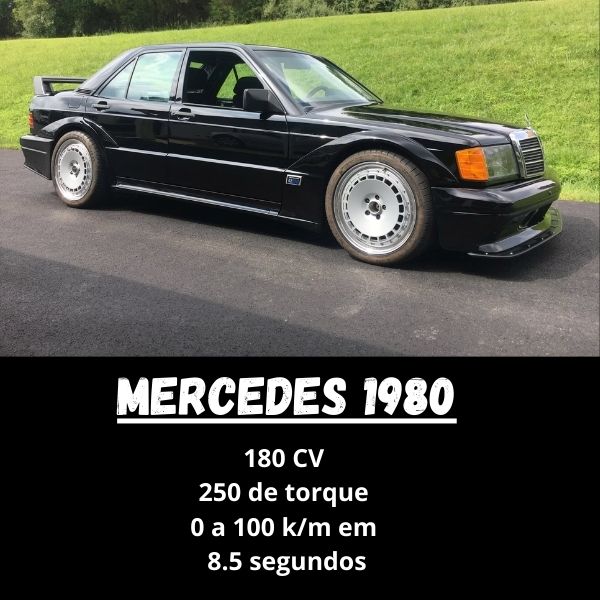 MERCEDES 1980
180 CV
250 de torque
0 a 100 k/m em
8.5 segundos